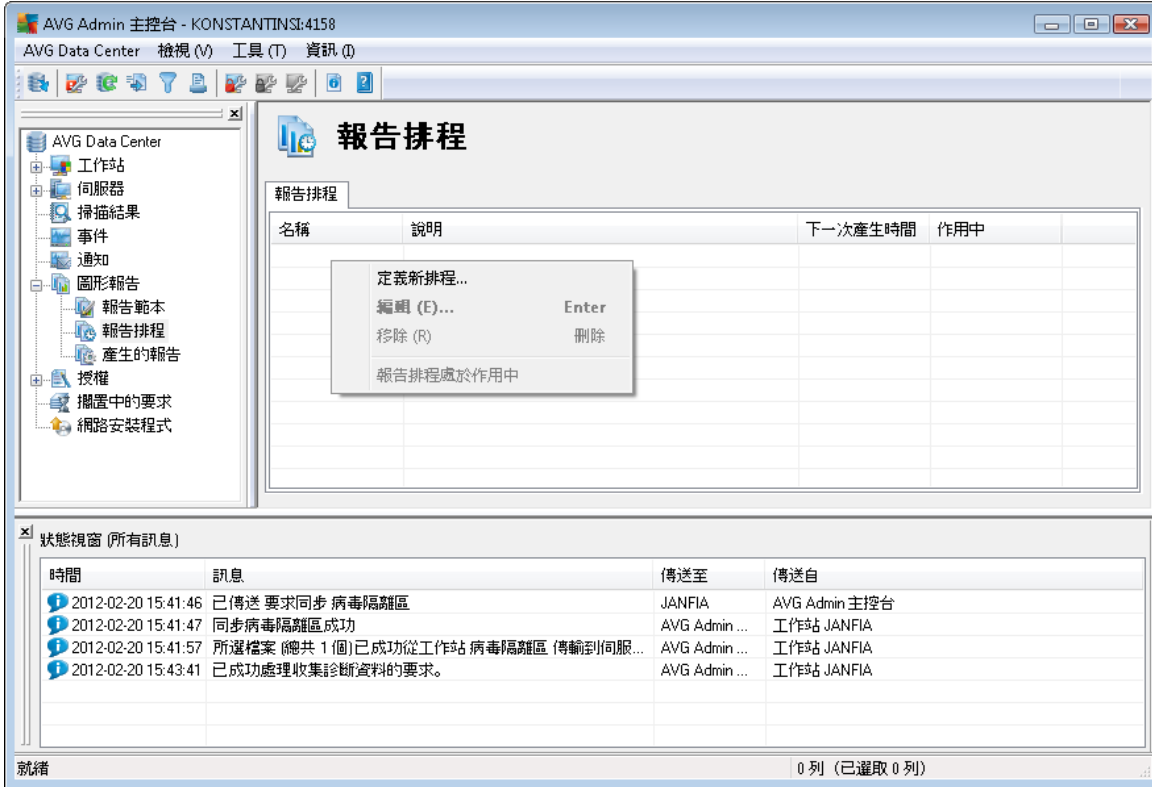 AVG Admin 主控台 - KONSTANTINSI:4158
AVG Data Center 檢視 (V) 工具 (T) 資訊 (I)
AVG Data Center
工作站
伺服器
掃描結果
事件
通知
圖形報告
報告範本
報告排程
產生的報告
授權
擱置中的要求
網路安裝程式
報告排程
報告排程
名稱 說明 下一次產生時間 作用中
定義新排程...
編輯 (E)... Enter
移除 (R) 刪除
報告排程處於作用中
狀態視窗 (所有訊息)
時間 訊息 傳送至 傳送自
2012-02-20 15:41:46 已傳送 要求同步 病毒隔離區 JANFIA AVG Admin 主控台
2012-02-20 15:41:47 同步病毒隔離區成功 AVG Admin ... 工作站 JANFIA
2012-02-20 15:41:57 所選檔案 (總共 1 個)已成功從工作站 病毒隔離區 傳輸到伺服... AVG Admin ... 工作站 JANFIA
2012-02-20 15:43:41 已成功處理收集診斷資料的要求。 AVG Admin ... 工作站 JANFIA
就緒 0 列 (已選取 0 列)